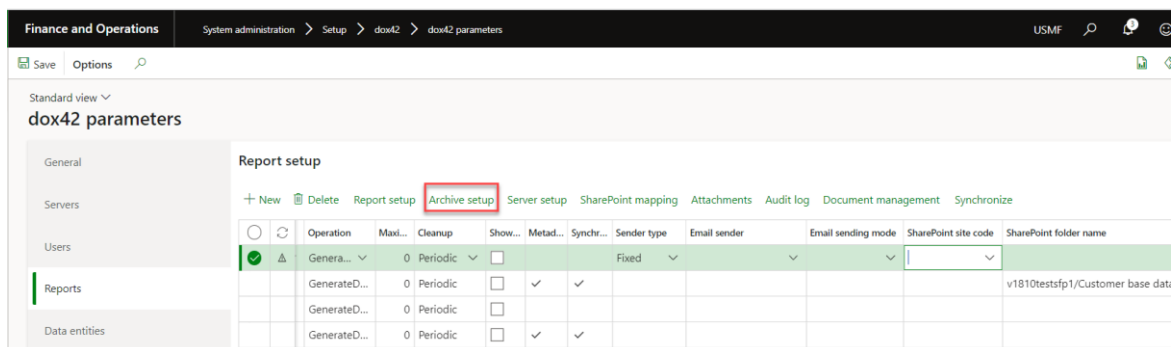 Finance and Operations System administration > Setup > dox42 > dox42 parameters USMF
Save Options
Standard view
dox42 parameters
General
Servers
Users
Reports
Data entities
Report setup
+ New Delete Report setup Archive setup Server setup SharePoint mapping Attachments Audit log Document management Synchronize
Operation Maxi... Cleanup Show... Metad... Synchr... Sender type Email sender Email sending mode SharePoint site code SharePoint folder name
Genera... 0 Periodic Fixed
GenerateD... 0 Periodic v1810testsfp1/Customer base data
GenerateD... 0 Periodic
GenerateD... 0 Periodic